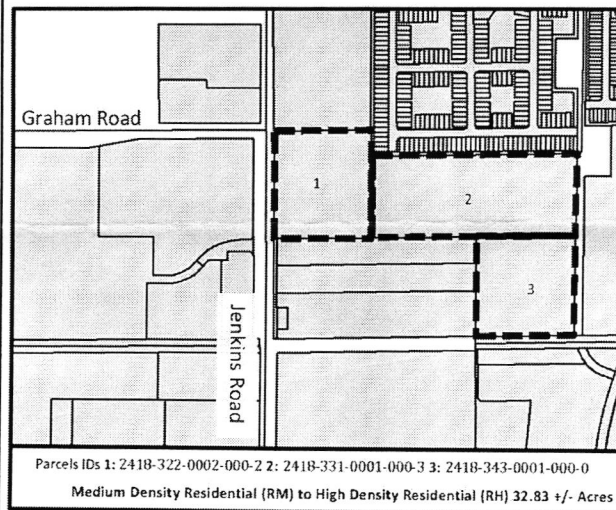 Graham Road
1
2
3
Jenkins Road
Parcels IDs 1: 2418-322-0002-000-2 2: 2418-331-0001-000-3 3: 2418-343-0001-000-0
Medium Density Residential (RM) to High Density Residential (RH) 32.83 +/- Acres